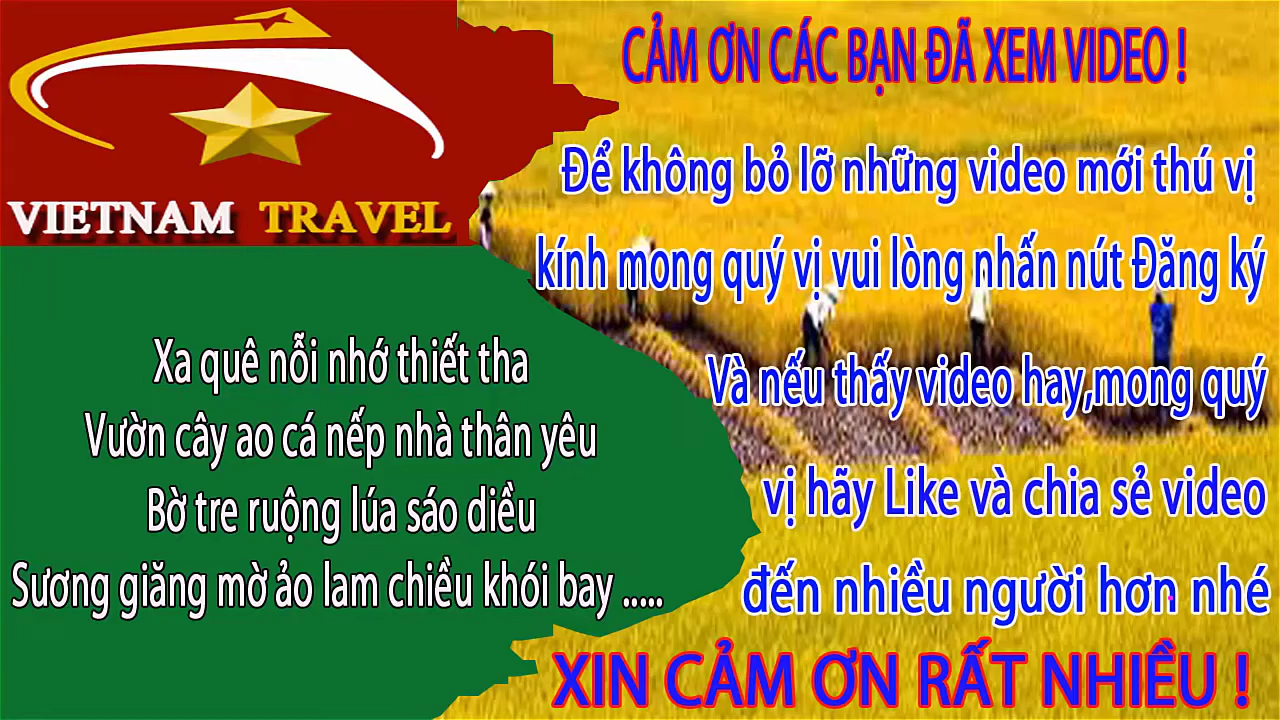 VIETNAM TRAVEL
Xa quê nỗi nhớ thiết tha
Vườn cây ao cá nếp nhà thân yêu
Bờ tre ruộng lúa sáo diều
Sương giăng mờ ảo lam chiều khói bay .....
CẢM ƠN CÁC BẠN ĐÃ XEM VIDEO !
Để không bỏ lỡ những video mới thú vị
kính mong quý vị vui lòng nhấn nút Đăng ký
Và nếu thấy video hay,mong quý
vị hãy Like và chia sẻ video
đến nhiều người hơn nhé
XIN CẢM ƠN RẤT NHIỀU !